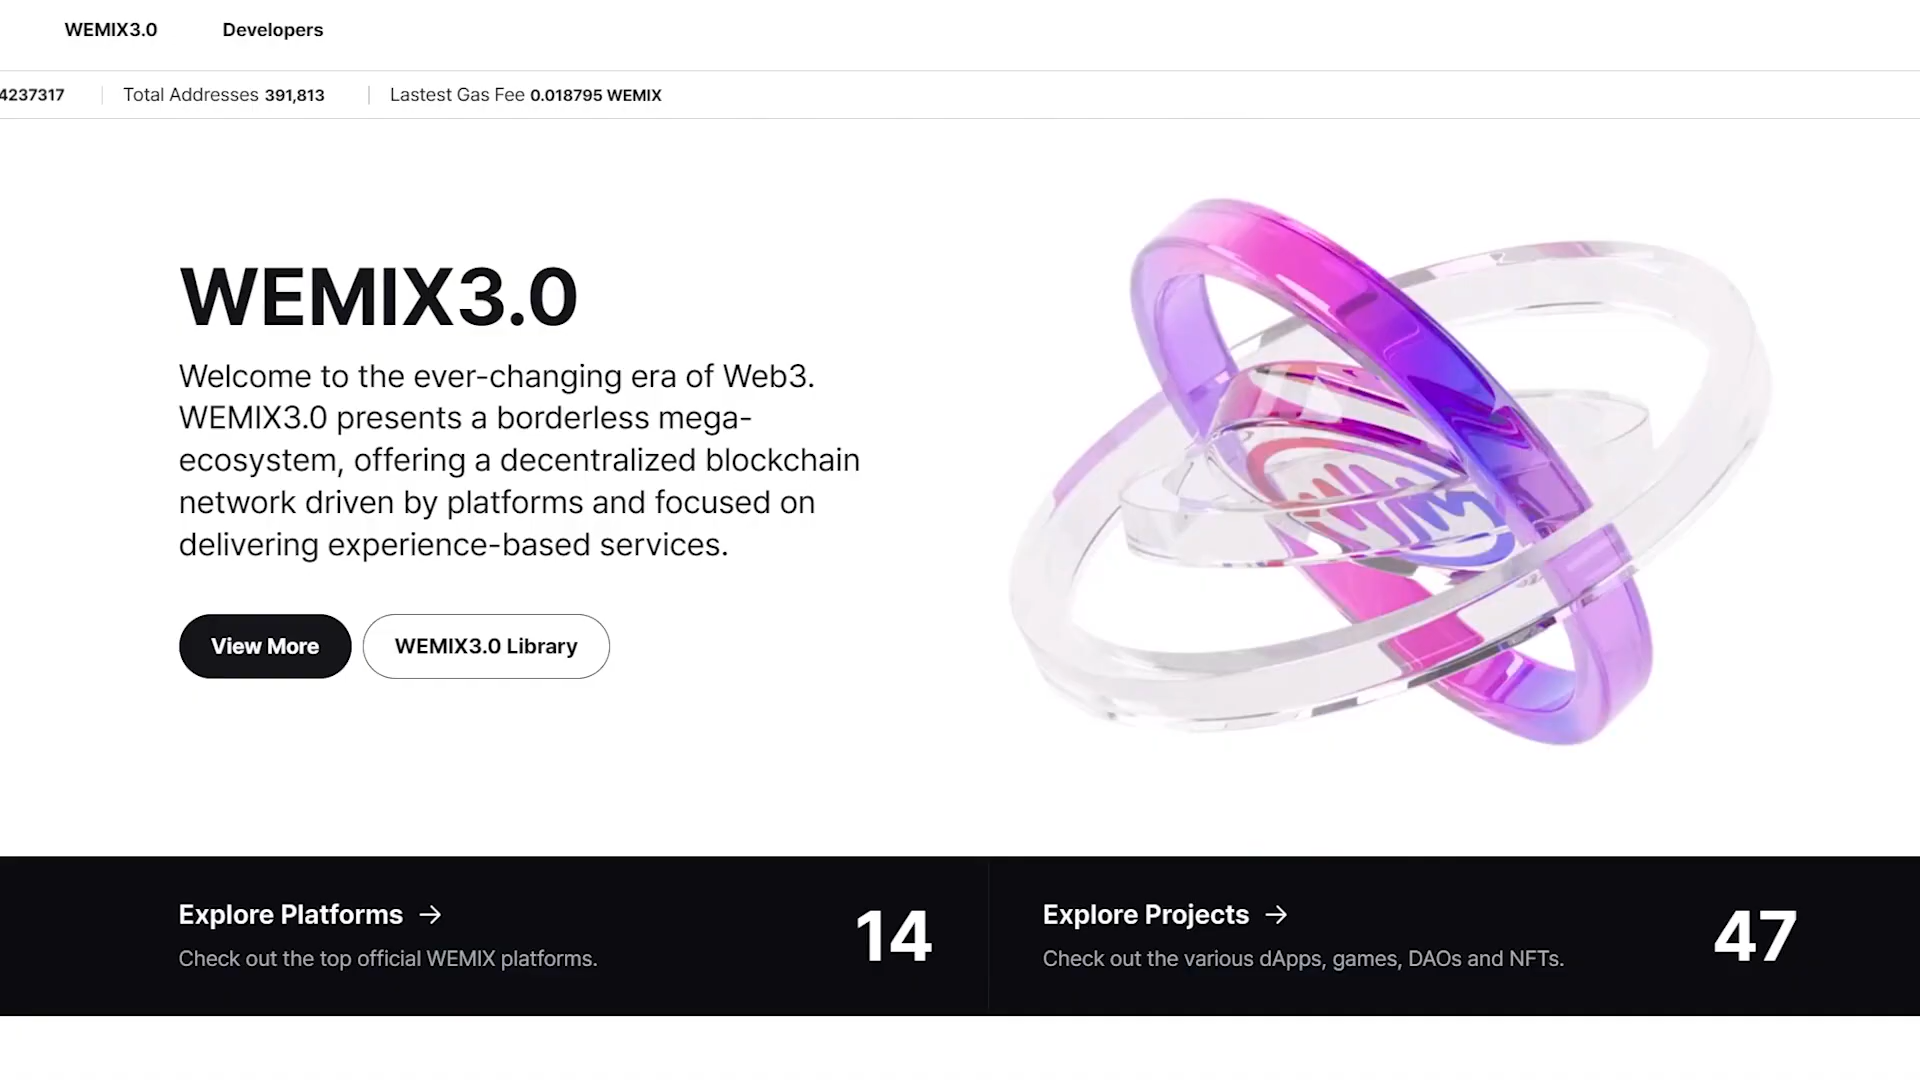 WEMIX3.0 Developers
4237317 Total Addresses 391,813 Lastest Gas Fee 0.018795 WEMIX
WEMIX3.0
Welcome to the ever-changing era of Web3.
WEMIX3.0 presents a borderless mega-
ecosystem, offering a decentralized blockchain
network driven by platforms and focused on
delivering experience-based services.
View More WEMIX3.0 Library
Explore Platforms →
Check out the top official WEMIX platforms.
14
Explore Projects →
Check out the various dApps, games, DAOs and NFTs.
47